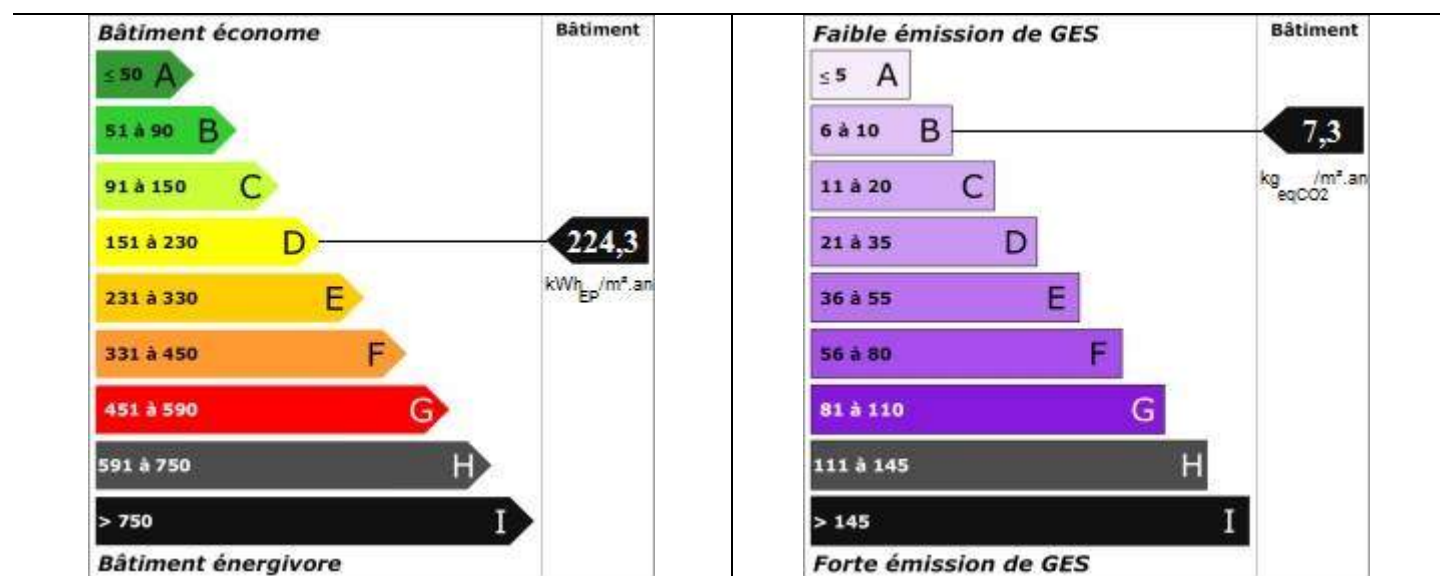 Bâtiment économe
Bâtiment
≤ 50 A
51 à 90 B
91 à 150 C
151 à 230 D
224,3
kWhEP/m².an
231 à 330 E
331 à 450 F
451 à 590 G
591 à 750 H
> 750 I
Bâtiment énergivore
Faible émission de GES
Bâtiment
≤ 5 A
6 à 10 B
7,3
kg eqCO2 /m².an
11 à 20 C
21 à 35 D
36 à 55 E
56 à 80 F
81 à 110 G
111 à 145 H
> 145 I
Forte émission de GES